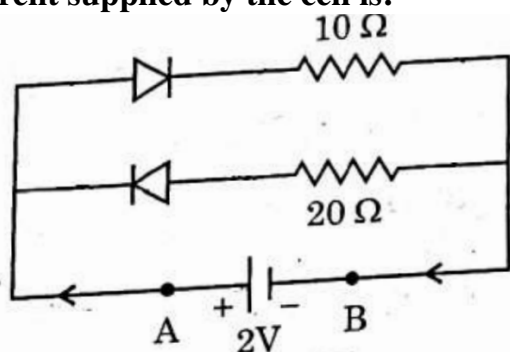 rent supplied by the cell is:
10 Ω
20 Ω
+ −
A B
2V